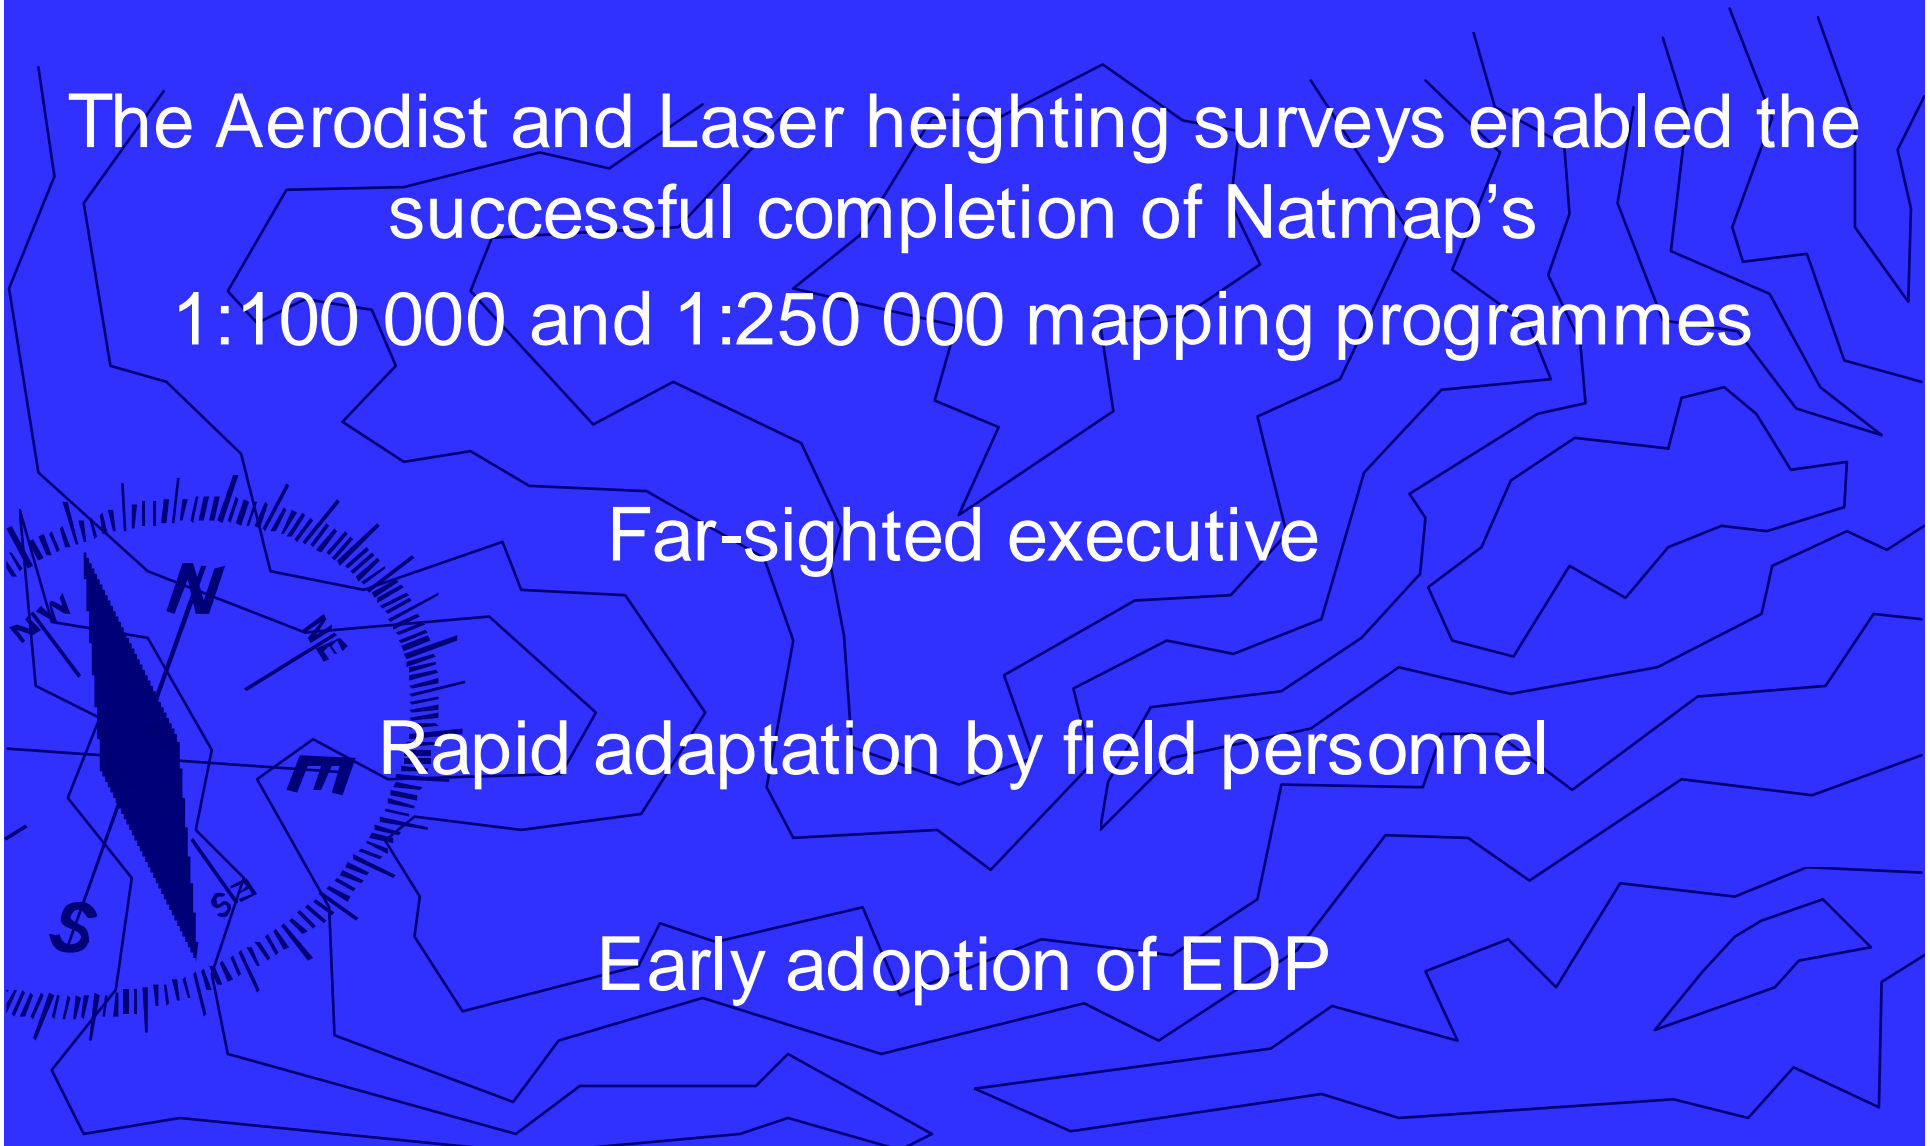 The Aerodist and Laser heighting surveys enabled the
successful completion of Natmap’s
1:100 000 and 1:250 000 mapping programmes
Far-sighted executive
Rapid adaptation by field personnel
Early adoption of EDP
NW
N
NE
E
SE
S